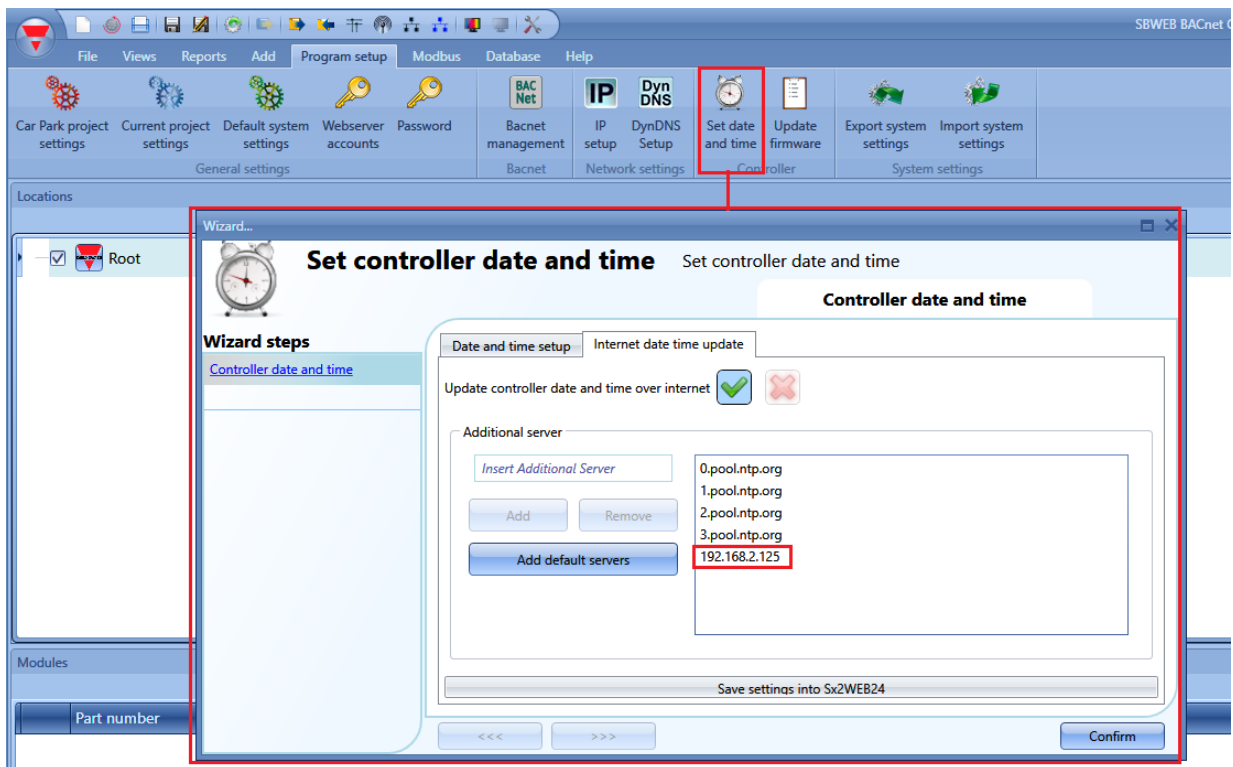 SBWEB BACnet
File Views Reports Add Program setup Modbus Database Help
BAC Net IP Dyn DNS
Car Park project settings
Current project settings
Default system settings
Webserver accounts
Password
Bacnet management
IP setup
DynDNS Setup
Set date and time
Update firmware
Export system settings
Import system settings
General settings
Bacnet
Network settings
Controller
System settings
Locations
Root
Wizard...
Set controller date and time
Set controller date and time
Controller date and time
Wizard steps
Controller date and time
Date and time setup
Internet date time update
Update controller date and time over internet
Additional server
Insert Additional Server
Add
Remove
Add default servers
0.pool.ntp.org
1.pool.ntp.org
2.pool.ntp.org
3.pool.ntp.org
192.168.2.125
Save settings into Sx2WEB24
<<<
>>>
Confirm
Modules
Part number